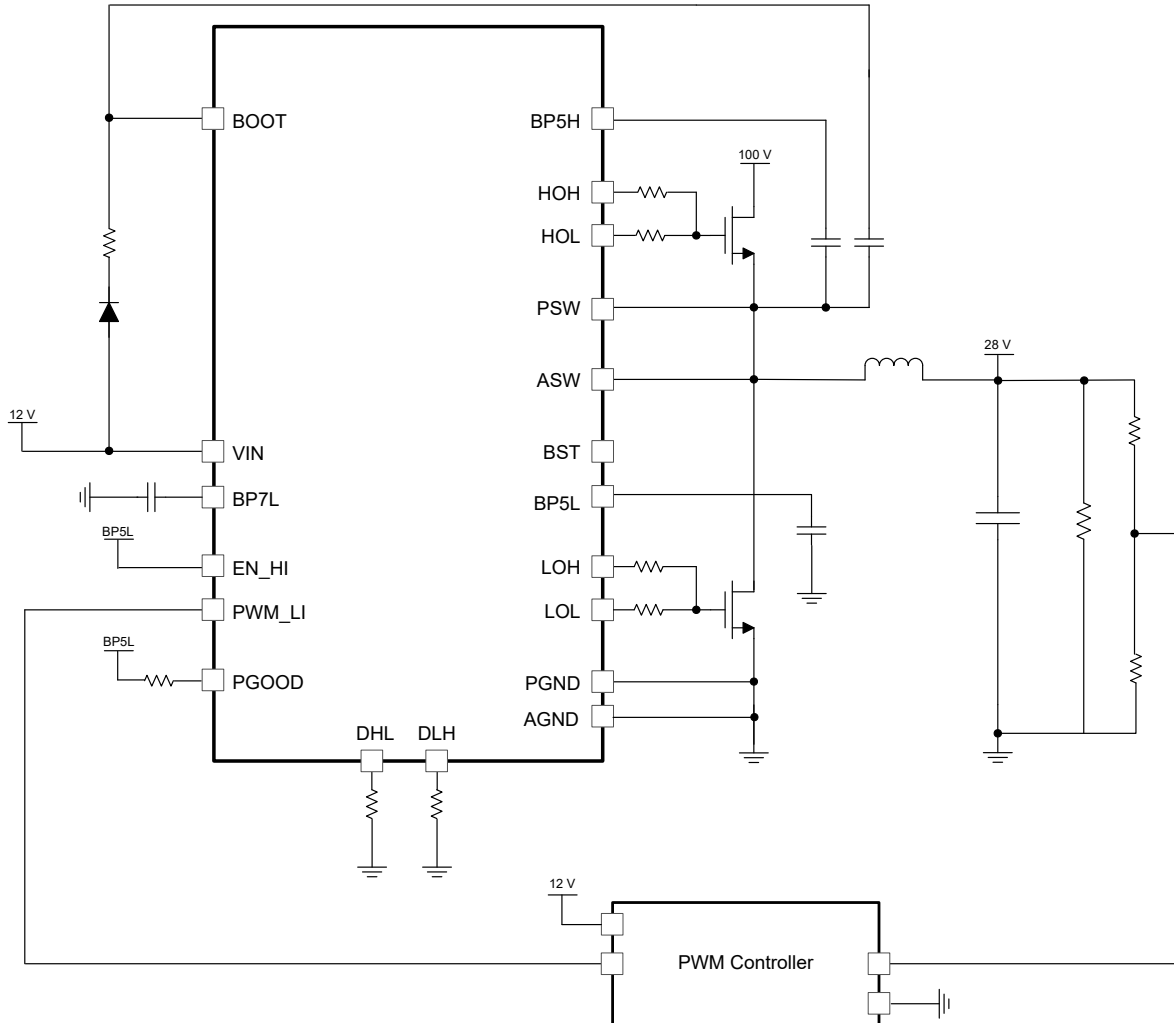 BOOT
BP5H
100 V
HOH
HOL
PSW
28 V
ASW
12 V
VIN
BST
BP7L
BP5L
BP5L
EN_HI
LOH
PWM_LI
LOL
BP5L
PGOOD
PGND
AGND
DHL DLH
12 V
PWM Controller